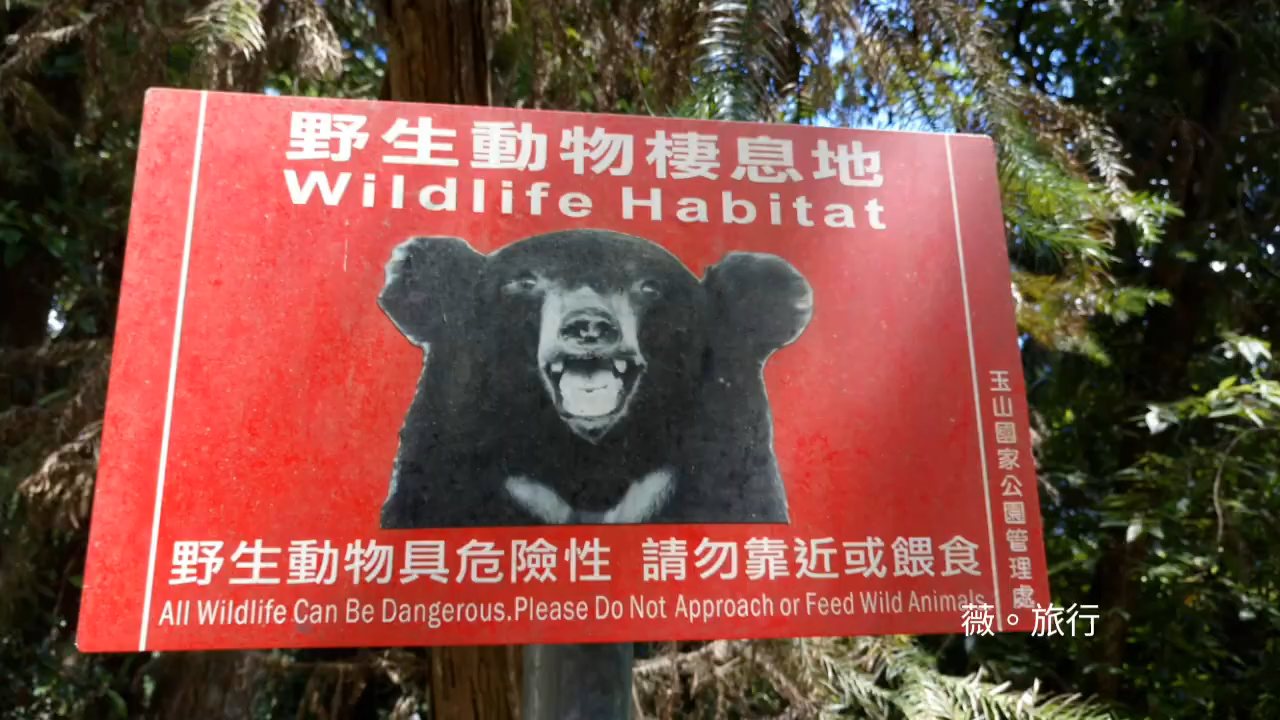 野生動物棲息地
Wildlife Habitat
野生動物具危險性 請勿靠近或餵食
All Wildlife Can Be Dangerous.Please Do Not Approach or Feed Wild Animals
玉山國家公園管理處
薇。旅行